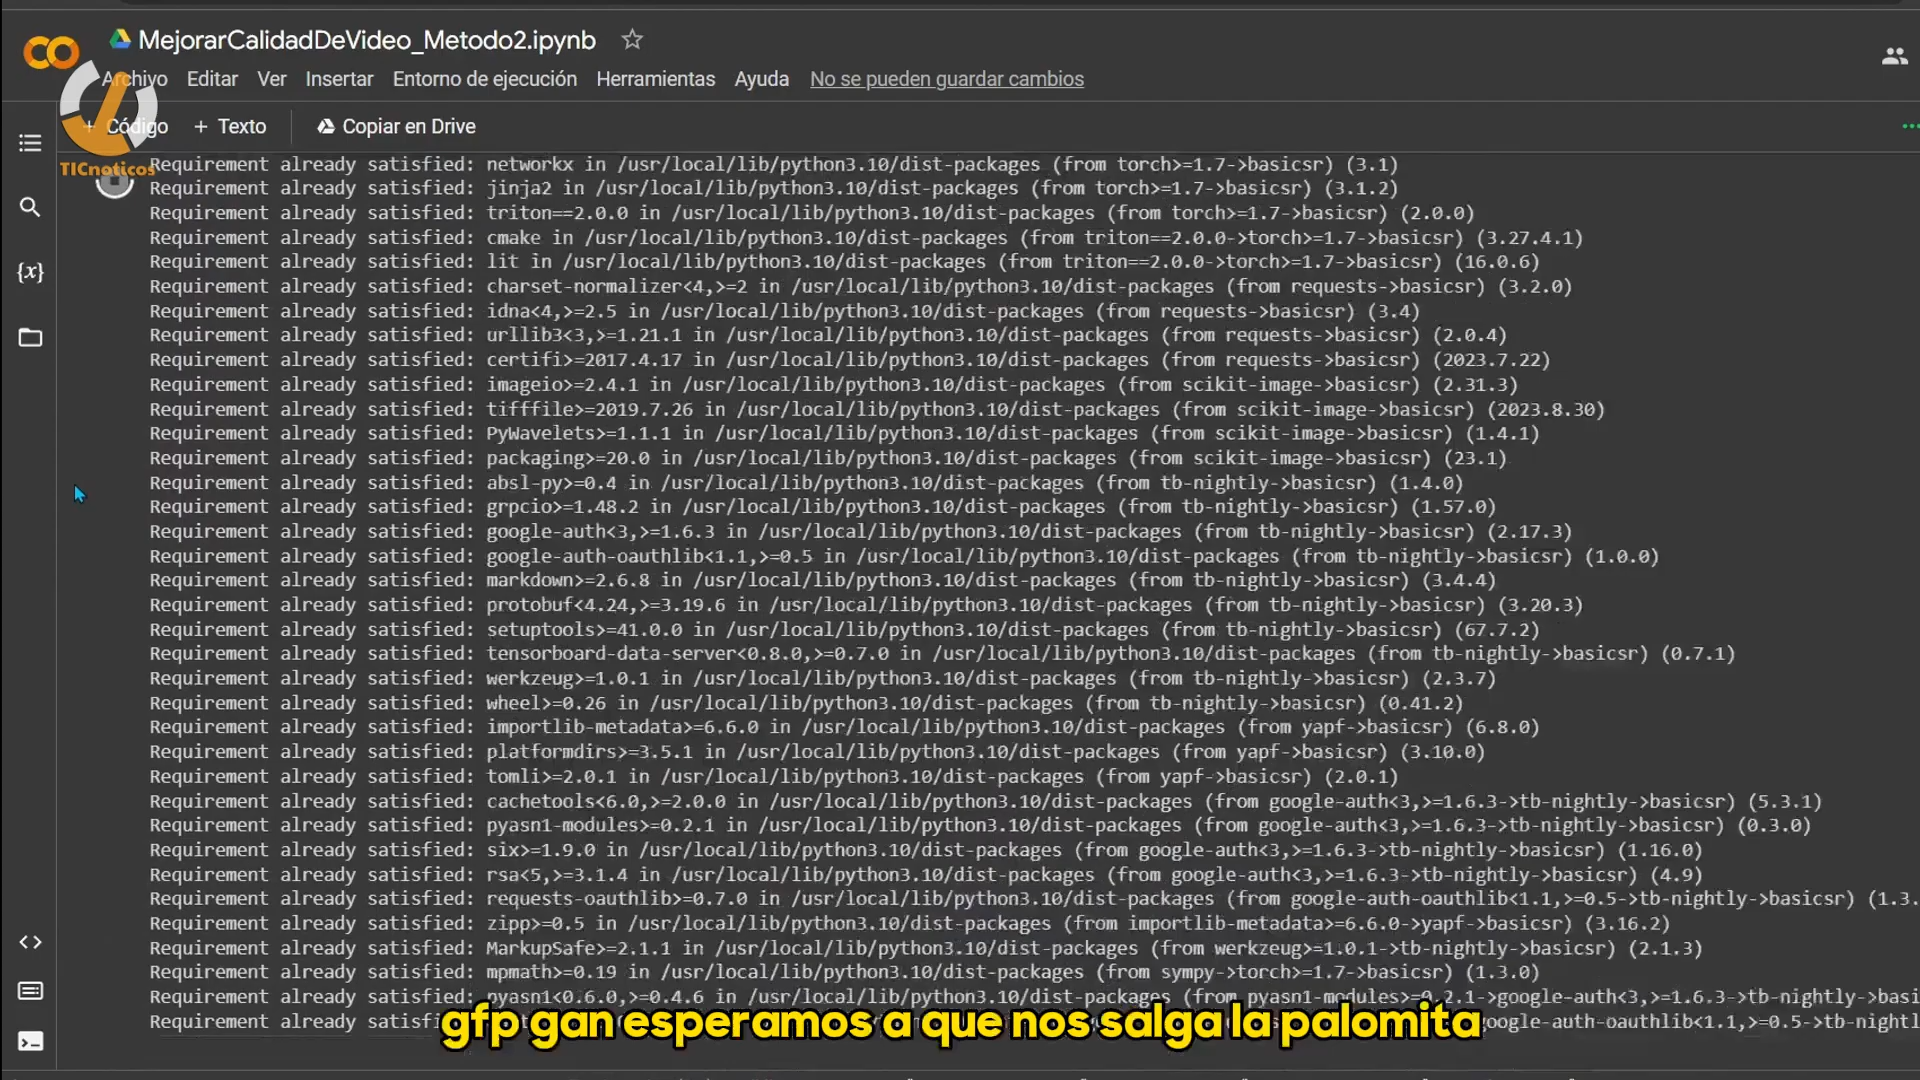 MejorarCalidadDeVideo_Metodo2.ipynb
Archivo Editar Ver Insertar Entorno de ejecución Herramientas Ayuda No se pueden guardar cambios
+ Código + Texto Copiar en Drive
TICnoticos
{x}
Requirement already satisfied: networkx in /usr/local/lib/python3.10/dist-packages (from torch>=1.7->basicsr) (3.1)
Requirement already satisfied: jinja2 in /usr/local/lib/python3.10/dist-packages (from torch>=1.7->basicsr) (3.1.2)
Requirement already satisfied: triton==2.0.0 in /usr/local/lib/python3.10/dist-packages (from torch>=1.7->basicsr) (2.0.0)
Requirement already satisfied: cmake in /usr/local/lib/python3.10/dist-packages (from triton==2.0.0->torch>=1.7->basicsr) (3.27.4.1)
Requirement already satisfied: lit in /usr/local/lib/python3.10/dist-packages (from triton==2.0.0->torch>=1.7->basicsr) (16.0.6)
Requirement already satisfied: charset-normalizer<4,>=2 in /usr/local/lib/python3.10/dist-packages (from requests->basicsr) (3.2.0)
Requirement already satisfied: idna<4,>=2.5 in /usr/local/lib/python3.10/dist-packages (from requests->basicsr) (3.4)
Requirement already satisfied: urllib3<3,>=1.21.1 in /usr/local/lib/python3.10/dist-packages (from requests->basicsr) (2.0.4)
Requirement already satisfied: certifi>=2017.4.17 in /usr/local/lib/python3.10/dist-packages (from requests->basicsr) (2023.7.22)
Requirement already satisfied: imageio>=2.4.1 in /usr/local/lib/python3.10/dist-packages (from scikit-image->basicsr) (2.31.3)
Requirement already satisfied: tifffile>=2019.7.26 in /usr/local/lib/python3.10/dist-packages (from scikit-image->basicsr) (2023.8.30)
Requirement already satisfied: PyWavelets>=1.1.1 in /usr/local/lib/python3.10/dist-packages (from scikit-image->basicsr) (1.4.1)
Requirement already satisfied: packaging>=20.0 in /usr/local/lib/python3.10/dist-packages (from scikit-image->basicsr) (23.1)
Requirement already satisfied: absl-py>=0.4 in /usr/local/lib/python3.10/dist-packages (from tb-nightly->basicsr) (1.4.0)
Requirement already satisfied: grpcio>=1.48.2 in /usr/local/lib/python3.10/dist-packages (from tb-nightly->basicsr) (1.57.0)
Requirement already satisfied: google-auth<3,>=1.6.3 in /usr/local/lib/python3.10/dist-packages (from tb-nightly->basicsr) (2.17.3)
Requirement already satisfied: google-auth-oauthlib<1.1,>=0.5 in /usr/local/lib/python3.10/dist-packages (from tb-nightly->basicsr) (1.0.0)
Requirement already satisfied: markdown>=2.6.8 in /usr/local/lib/python3.10/dist-packages (from tb-nightly->basicsr) (3.4.4)
Requirement already satisfied: protobuf<4.24,>=3.19.6 in /usr/local/lib/python3.10/dist-packages (from tb-nightly->basicsr) (3.20.3)
Requirement already satisfied: setuptools>=41.0.0 in /usr/local/lib/python3.10/dist-packages (from tb-nightly->basicsr) (67.7.2)
Requirement already satisfied: tensorboard-data-server<0.8.0,>=0.7.0 in /usr/local/lib/python3.10/dist-packages (from tb-nightly->basicsr) (0.7.1)
Requirement already satisfied: werkzeug>=1.0.1 in /usr/local/lib/python3.10/dist-packages (from tb-nightly->basicsr) (2.3.7)
Requirement already satisfied: wheel>=0.26 in /usr/local/lib/python3.10/dist-packages (from tb-nightly->basicsr) (0.41.2)
Requirement already satisfied: importlib-metadata>=6.6.0 in /usr/local/lib/python3.10/dist-packages (from yapf->basicsr) (6.8.0)
Requirement already satisfied: platformdirs>=3.5.1 in /usr/local/lib/python3.10/dist-packages (from yapf->basicsr) (3.10.0)
Requirement already satisfied: tomli>=2.0.1 in /usr/local/lib/python3.10/dist-packages (from yapf->basicsr) (2.0.1)
Requirement already satisfied: cachetools<6.0,>=2.0.0 in /usr/local/lib/python3.10/dist-packages (from google-auth<3,>=1.6.3->tb-nightly->basicsr) (5.3.1)
Requirement already satisfied: pyasn1-modules>=0.2.1 in /usr/local/lib/python3.10/dist-packages (from google-auth<3,>=1.6.3->tb-nightly->basicsr) (0.3.0)
Requirement already satisfied: six>=1.9.0 in /usr/local/lib/python3.10/dist-packages (from google-auth<3,>=1.6.3->tb-nightly->basicsr) (1.16.0)
Requirement already satisfied: rsa<5,>=3.1.4 in /usr/local/lib/python3.10/dist-packages (from google-auth<3,>=1.6.3->tb-nightly->basicsr) (4.9)
Requirement already satisfied: requests-oauthlib>=0.7.0 in /usr/local/lib/python3.10/dist-packages (from google-auth-oauthlib<1.1,>=0.5->tb-nightly->basicsr) (1.3.
Requirement already satisfied: zipp>=0.5 in /usr/local/lib/python3.10/dist-packages (from importlib-metadata>=6.6.0->yapf->basicsr) (3.16.2)
Requirement already satisfied: MarkupSafe>=2.1.1 in /usr/local/lib/python3.10/dist-packages (from werkzeug>=1.0.1->tb-nightly->basicsr) (2.1.3)
Requirement already satisfied: mpmath>=0.19 in /usr/local/lib/python3.10/dist-packages (from sympy->torch>=1.7->basicsr) (1.3.0)
Requirement already satisfied: pyasn1<0.6.0,>=0.4.6 in /usr/local/lib/python3.10/dist-packages (from pyasn1-modules>=0.2.1->google-auth<3,>=1.6.3->tb-nightly->basi
Requirement already satisfied: google-auth-oauthlib<1.1,>=0.5->tb-nightl
gfp gan esperamos a que nos salga la palomita